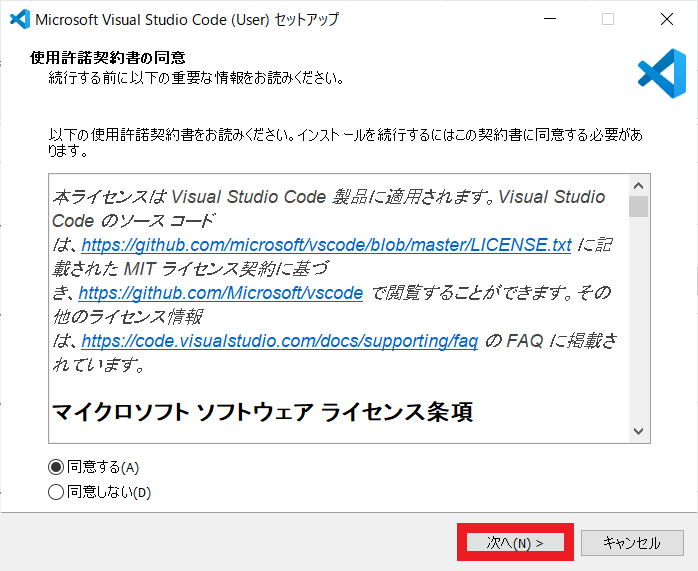 Microsoft Visual Studio Code (User) セットアップ
使用許諾契約書の同意
続行する前に以下の重要な情報をお読みください。
以下の使用許諾契約書をお読みください。インストールを続行するにはこの契約書に同意する必要があ
ります。
本ライセンスは Visual Studio Code 製品に適用されます。Visual Studio
Code のソース コード
は、https://github.com/microsoft/vscode/blob/master/LICENSE.txt に記
載された MIT ライセンス契約に基づ
き、https://github.com/Microsoft/vscode で閲覧することができます。その
他のライセンス情報
は、https://code.visualstudio.com/docs/supporting/faq の FAQ に掲載さ
れています。
マイクロソフト ソフトウェア ライセンス条項
同意する(A)
同意しない(D)
次へ(N) >
キャンセル